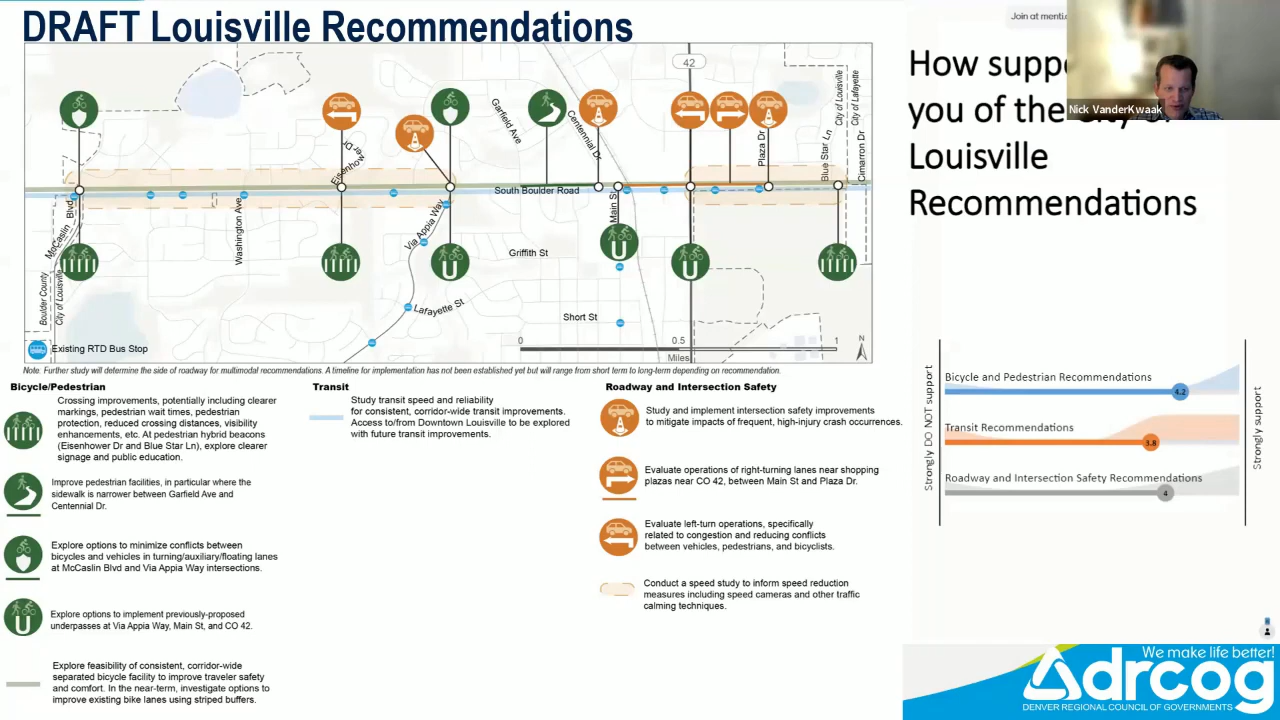 DRAFT Louisville Recommendations
Join at menti.c
How supp
you of the City of
Louisville
Recommendations
Nick VanderKwaak
42
Garfield Ave
Centennial Dr.
Eisenhower Dr
Plaza Dr
Blue Star Ln
City of Louisville
City of Lafayette
Cimarron Dr
South Boulder Road
McCaslin Blvd
Washington Ave
Via Appia Way
Main St
Griffith St
Boulder County
City of Louisville
Lafayette St
Short St
0
0.5
1
Miles
N
Existing RTD Bus Stop
Note: Further study will determine the side of roadway for multimodal recommendations. A timeline for implementation has not been established yet but will range from short term to long-term depending on recommendation.
Bicycle/Pedestrian
Crossing improvements, potentially including clearer
markings, pedestrian wait times, pedestrian
protection, reduced crossing distances, visibility
enhancements, etc. At pedestrian hybrid beacons
(Eisenhower Dr and Blue Star Ln), explore clearer
signage and public education.
Improve pedestrian facilities, in particular where the
sidewalk is narrower between Garfield Ave and
Centennial Dr.
Explore options to minimize conflicts between
bicycles and vehicles in turning/auxiliary/floating lanes
at McCaslin Blvd and Via Appia Way intersections.
U
Explore options to implement previously-proposed
underpasses at Via Appia Way, Main St, and CO 42.
Explore feasibility of consistent, corridor-wide
separated bicycle facility to improve traveler safety
and comfort. In the near-term, investigate options to
improve existing bike lanes using striped buffers.
Transit
Study transit speed and reliability
for consistent, corridor-wide transit improvements.
Access to/from Downtown Louisville to be explored
with future transit improvements.
Roadway and Intersection Safety
Study and implement intersection safety improvements
to mitigate impacts of frequent, high-injury crash occurrences.
Evaluate operations of right-turning lanes near shopping
plazas near CO 42, between Main St and Plaza Dr.
Evaluate left-turn operations, specifically
related to congestion and reducing conflicts
between vehicles, pedestrians, and bicyclists.
Conduct a speed study to inform speed reduction
measures including speed cameras and other traffic
calming techniques.
Strongly DO NOT support
Bicycle and Pedestrian Recommendations
4.2
Transit Recommendations
3.8
Roadway and Intersection Safety Recommendations
4
Strongly support
We make life better!
drcog
DENVER REGIONAL COUNCIL OF GOVERNMENTS